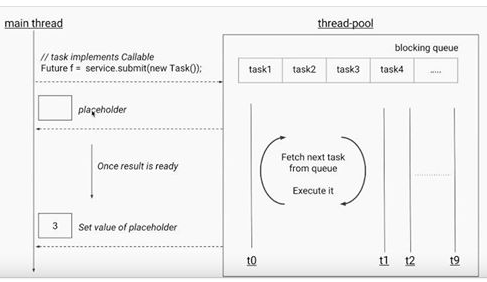 main thread
thread-pool
// task implements Callable
Future f = service.submit(new Task());
blocking queue
task1 task2 task3 task4 .....
placeholder
Once result is ready
Fetch next task
from queue
Execute it
3 Set value of placeholder
t0 t1 t2 t9